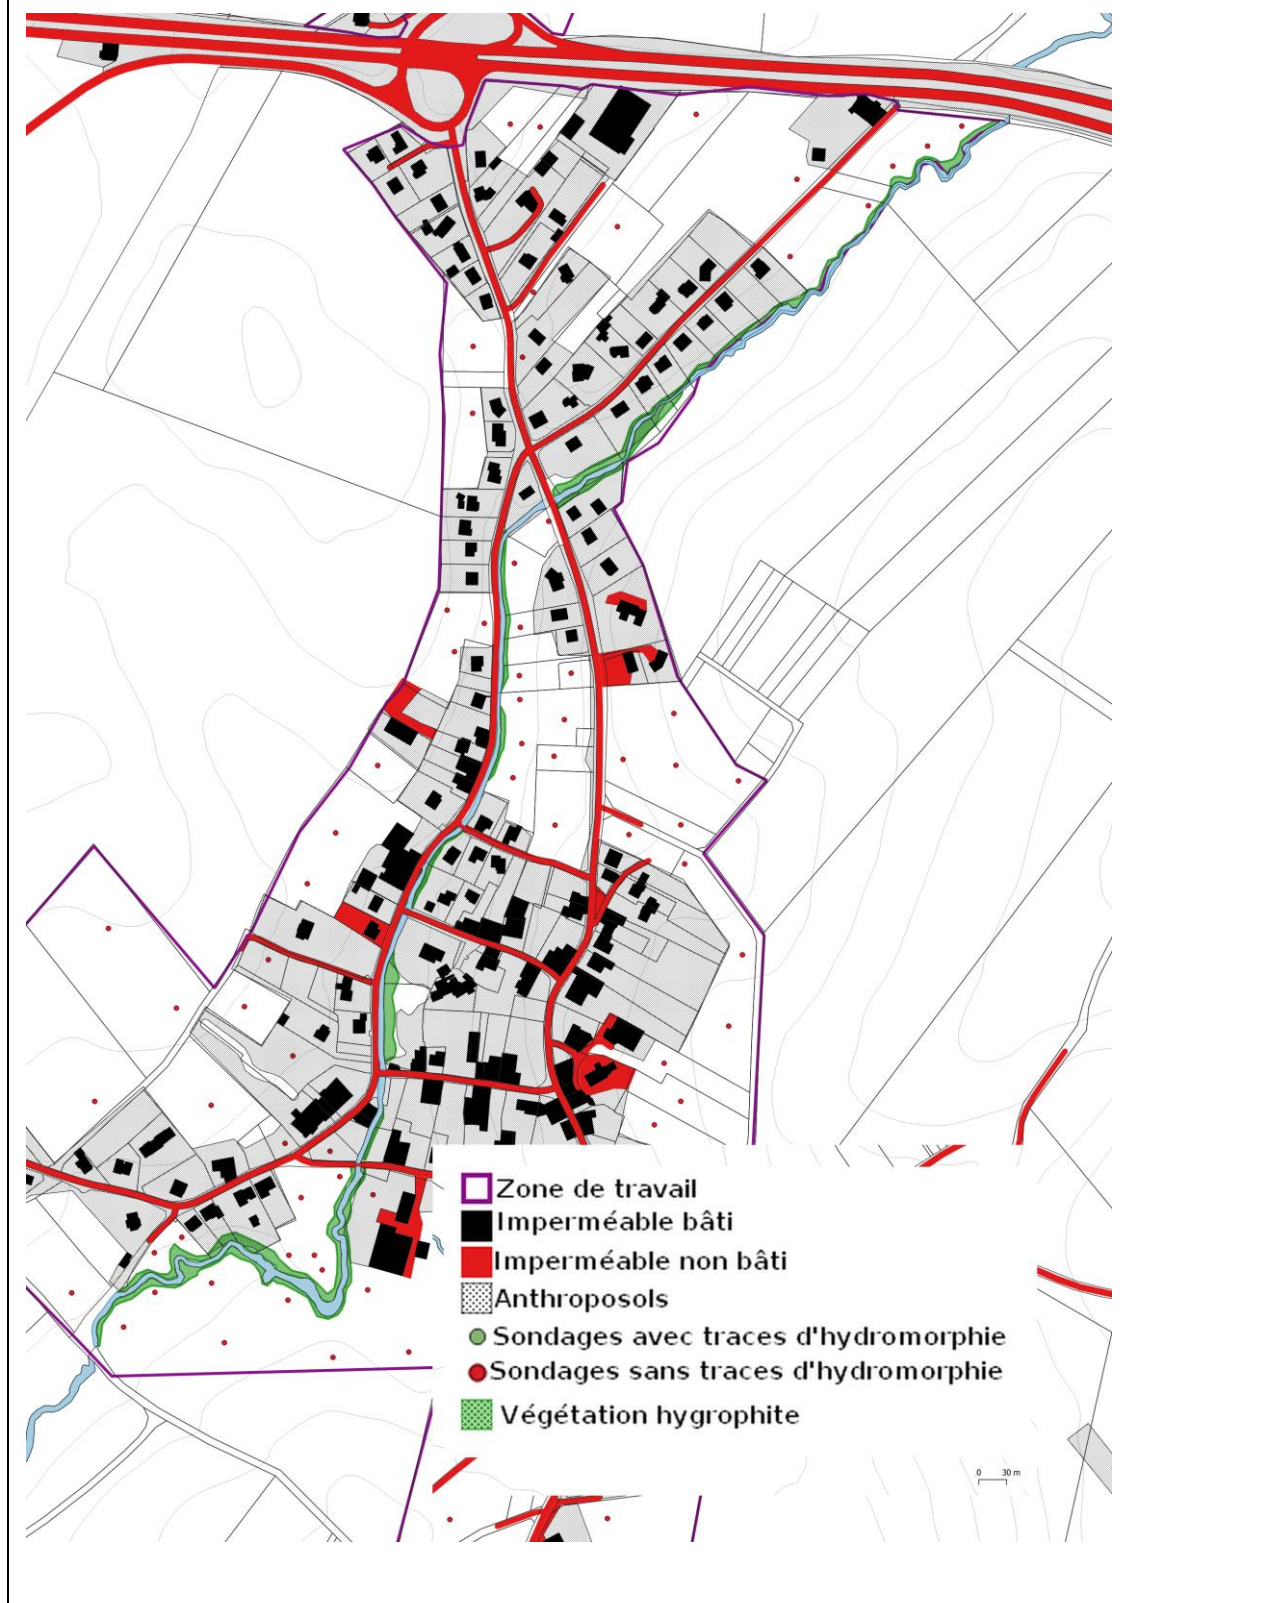 Zone de travail
Imperméable bâti
Imperméable non bâti
Anthroposols
Sondages avec traces d'hydromorphie
Sondages sans traces d'hydromorphie
Végétation hygrophite
0 30 m